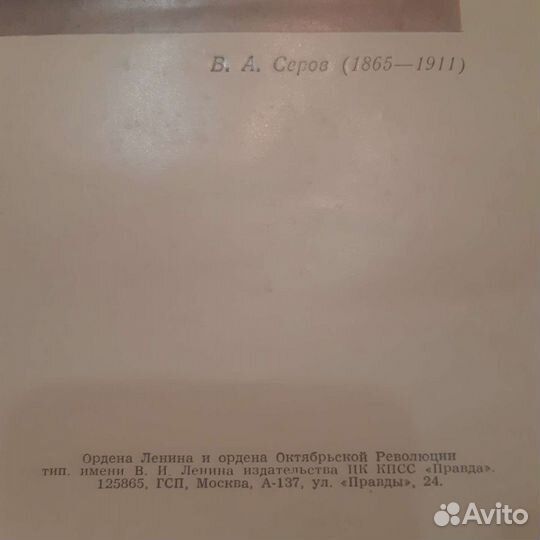 В. А. Серов (1865—1911)
Ордена Ленина и ордена Октябрьской Революции
тип. имени В. И. Ленина издательства ЦК КПСС «Правда».
125865, ГСП, Москва, А-137, ул. «Правды», 24.
Avito